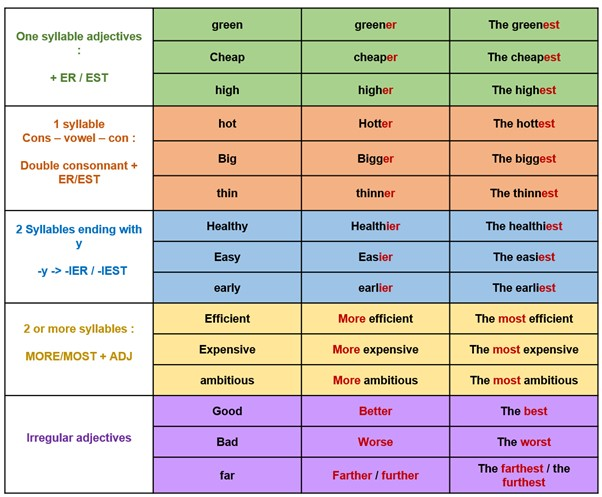 One syllable adjectives
:
+ ER / EST
green greener The greenest
Cheap cheaper The cheapest
high higher The highest
1 syllable
Cons – vowel – con :
Double consonnant +
ER/EST
hot Hotter The hottest
Big Bigger The biggest
thin thinner The thinnest
2 Syllables ending with
y
-y -> -IER / -IEST
Healthy Healthier The healthiest
Easy Easier The easiest
early earlier The earliest
2 or more syllables :
MORE/MOST + ADJ
Efficient More efficient The most efficient
Expensive More expensive The most expensive
ambitious More ambitious The most ambitious
Irregular adjectives
Good Better The best
Bad Worse The worst
far Farther / further The farthest / the
furthest